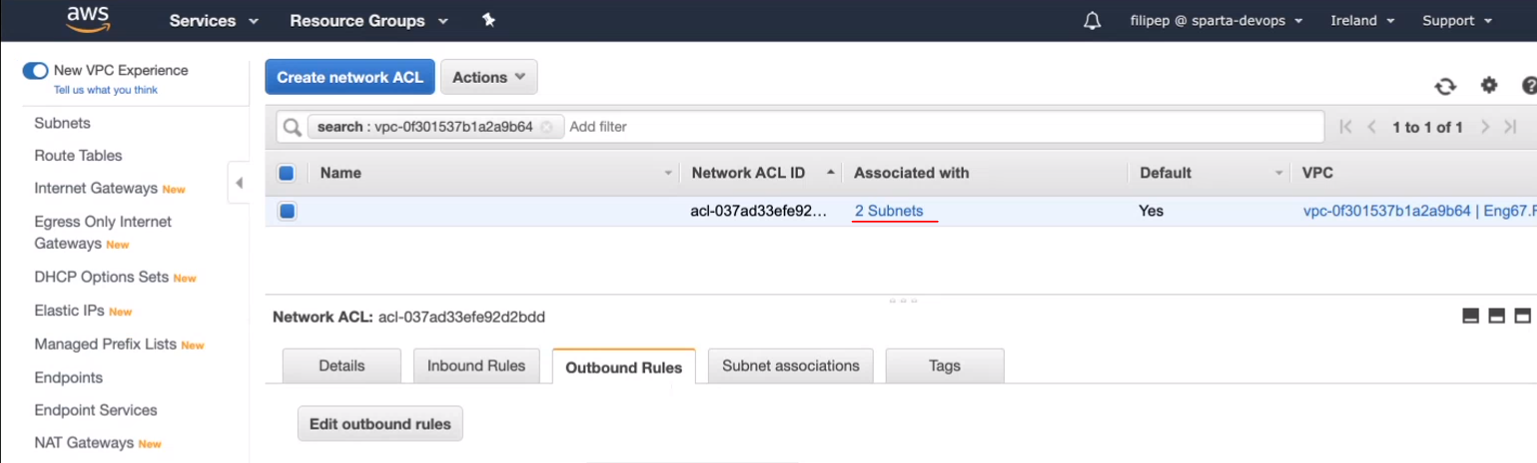 aws Services Resource Groups filipep @ sparta-devops Ireland Support
New VPC Experience
Tell us what you think
Subnets
Route Tables
Internet Gateways New
Egress Only Internet
Gateways New
DHCP Options Sets New
Elastic IPs New
Managed Prefix Lists New
Endpoints
Endpoint Services
NAT Gateways New
Create network ACL Actions
search : vpc-0f301537b1a2a9b64 Add filter 1 to 1 of 1
Name Network ACL ID Associated with Default VPC
acl-037ad33efe92... 2 Subnets Yes vpc-0f301537b1a2a9b64 | Eng67.F
Network ACL: acl-037ad33efe92d2bdd
Details Inbound Rules Outbound Rules Subnet associations Tags
Edit outbound rules